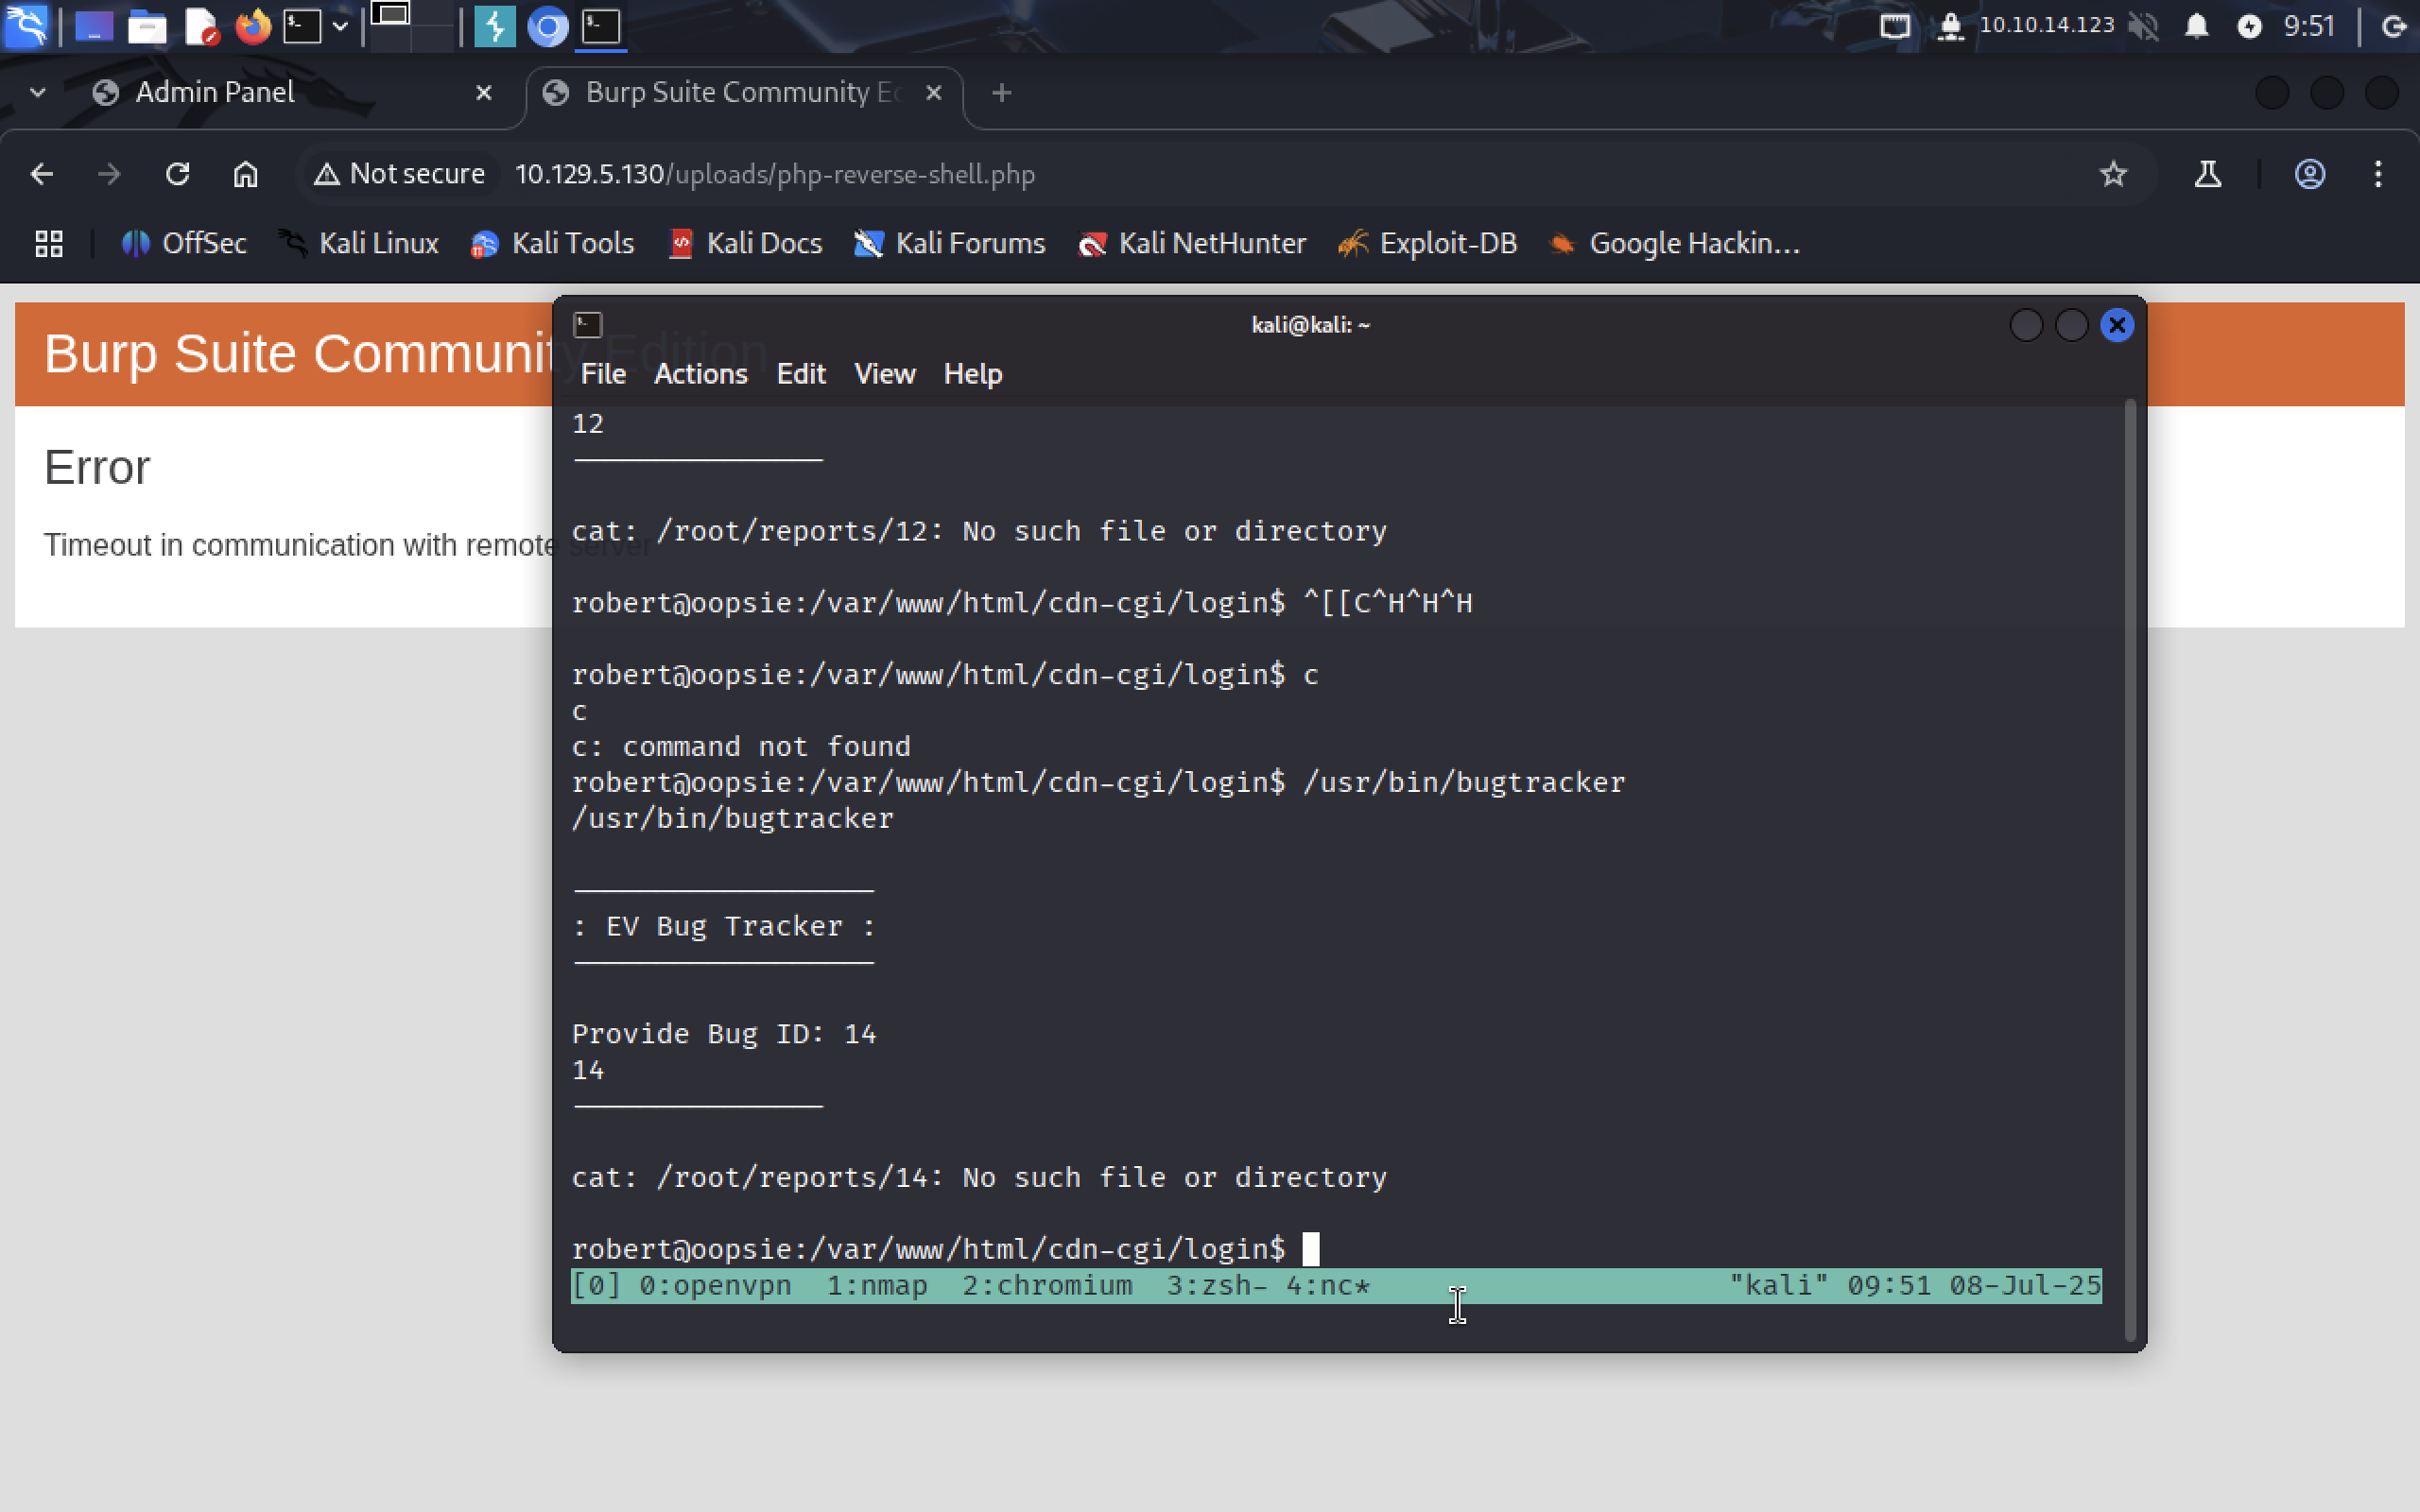 10.10.14.123
9:51
Admin Panel
Burp Suite Community Ed
Not secure
10.129.5.130/uploads/php-reverse-shell.php
OffSec
Kali Linux
Kali Tools
Kali Docs
Kali Forums
Kali NetHunter
Exploit-DB
Google Hackin...
Burp Suite Community Edition
Error
Timeout in communication with remote server
kali@kali: ~
File Actions Edit View Help
12
cat: /root/reports/12: No such file or directory
robert@oopsie:/var/www/html/cdn-cgi/login$ ^[[C^H^H^H
robert@oopsie:/var/www/html/cdn-cgi/login$ c
c
c: command not found
robert@oopsie:/var/www/html/cdn-cgi/login$ /usr/bin/bugtracker
/usr/bin/bugtracker
: EV Bug Tracker :
Provide Bug ID: 14
14
cat: /root/reports/14: No such file or directory
robert@oopsie:/var/www/html/cdn-cgi/login$
[0] 0:openvpn 1:nmap 2:chromium 3:zsh- 4:nc* "kali" 09:51 08-Jul-25